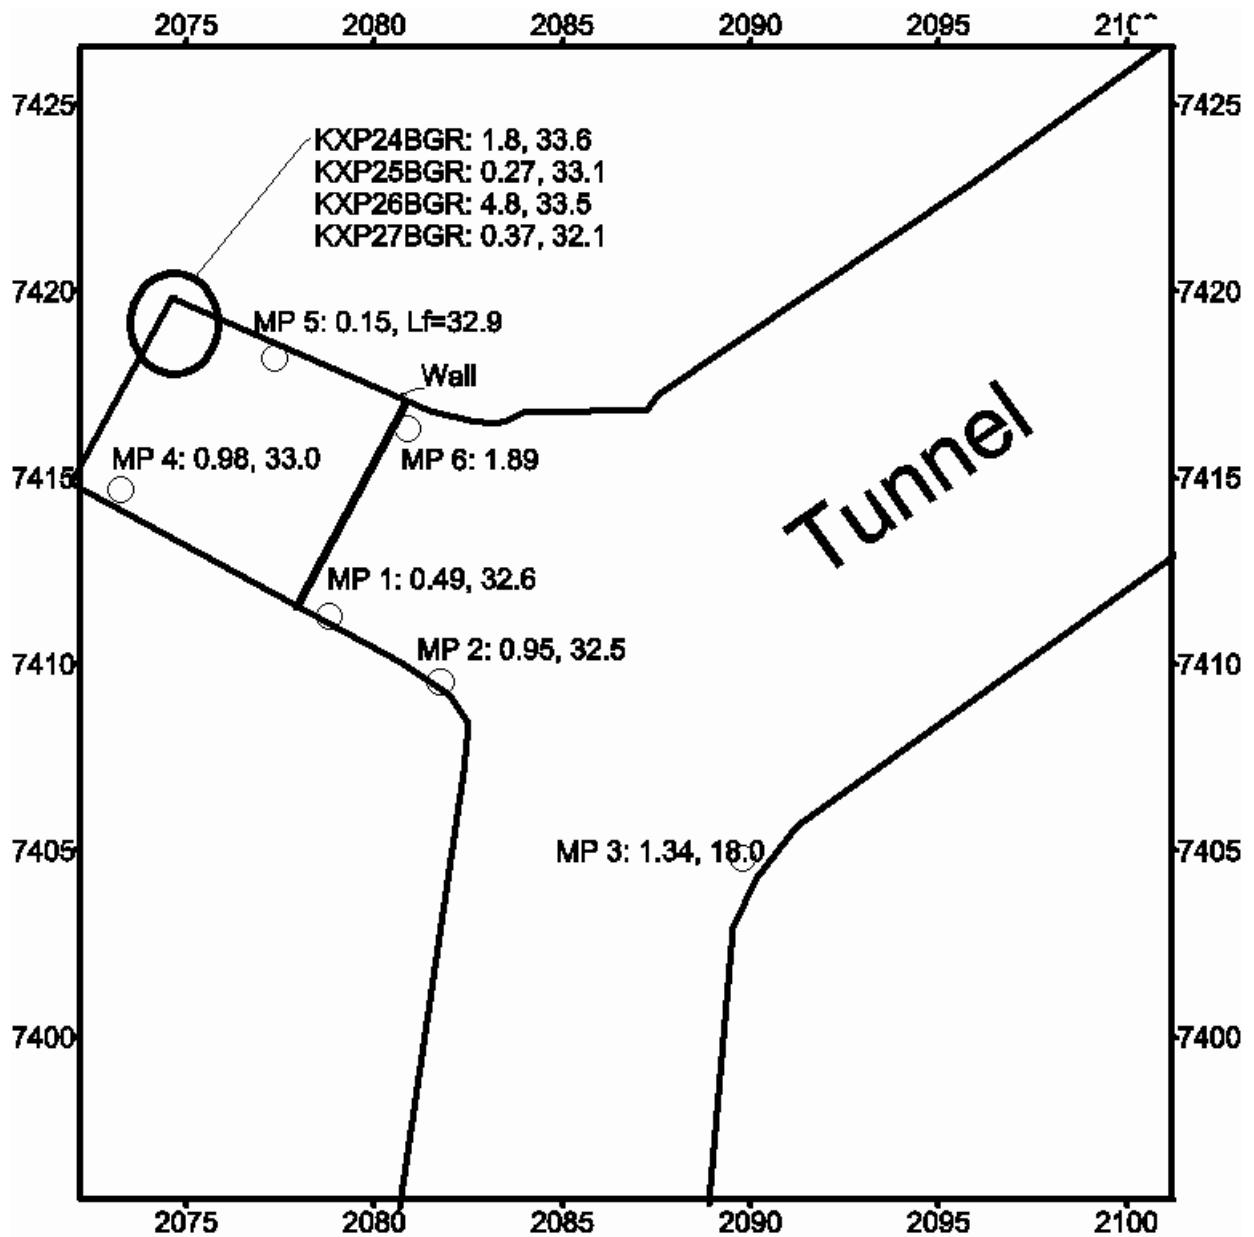 2075 2080 2085 2090 2095
7425 7425
KXP24BGR: 1.8, 33.6
KXP25BGR: 0.27, 33.1
KXP26BGR: 4.8, 33.5
KXP27BGR: 0.37, 32.1
7420 7420
MP 5: 0.15, Lf=32.9
Wall
MP 4: 0.98, 33.0
MP 6: 1.89
7415 7415
Tunnel
MP 1: 0.49, 32.6
MP 2: 0.95, 32.5
7410 7410
MP 3: 1.34, 18.0
7405 7405
7400 7400
2075 2080 2085 2090 2095 2100